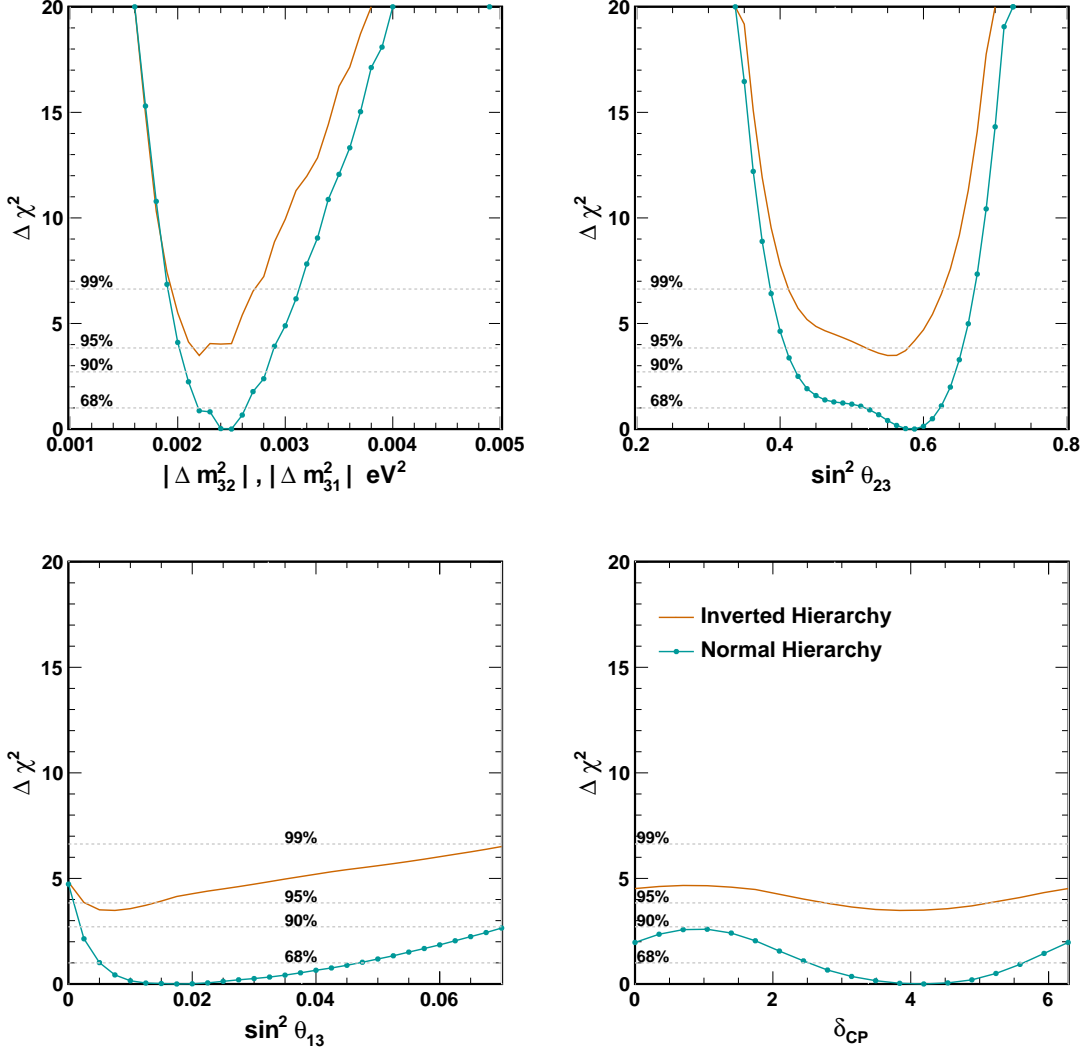 20
15
10
5
0
Δ χ²
99%
95%
90%
68%
0.001 0.002 0.003 0.004 0.005
|Δ m²₃₂| , |Δ m²₃₁| eV²
20
15
10
5
0
Δ χ²
99%
95%
90%
68%
0.2 0.4 0.6 0.8
sin² θ₂₃
20
15
10
5
0
Δ χ²
99%
95%
90%
68%
0 0.02 0.04 0.06
sin² θ₁₃
20
15
10
5
0
Δ χ²
Inverted Hierarchy
Normal Hierarchy
99%
95%
90%
68%
0 2 4 6
δCP